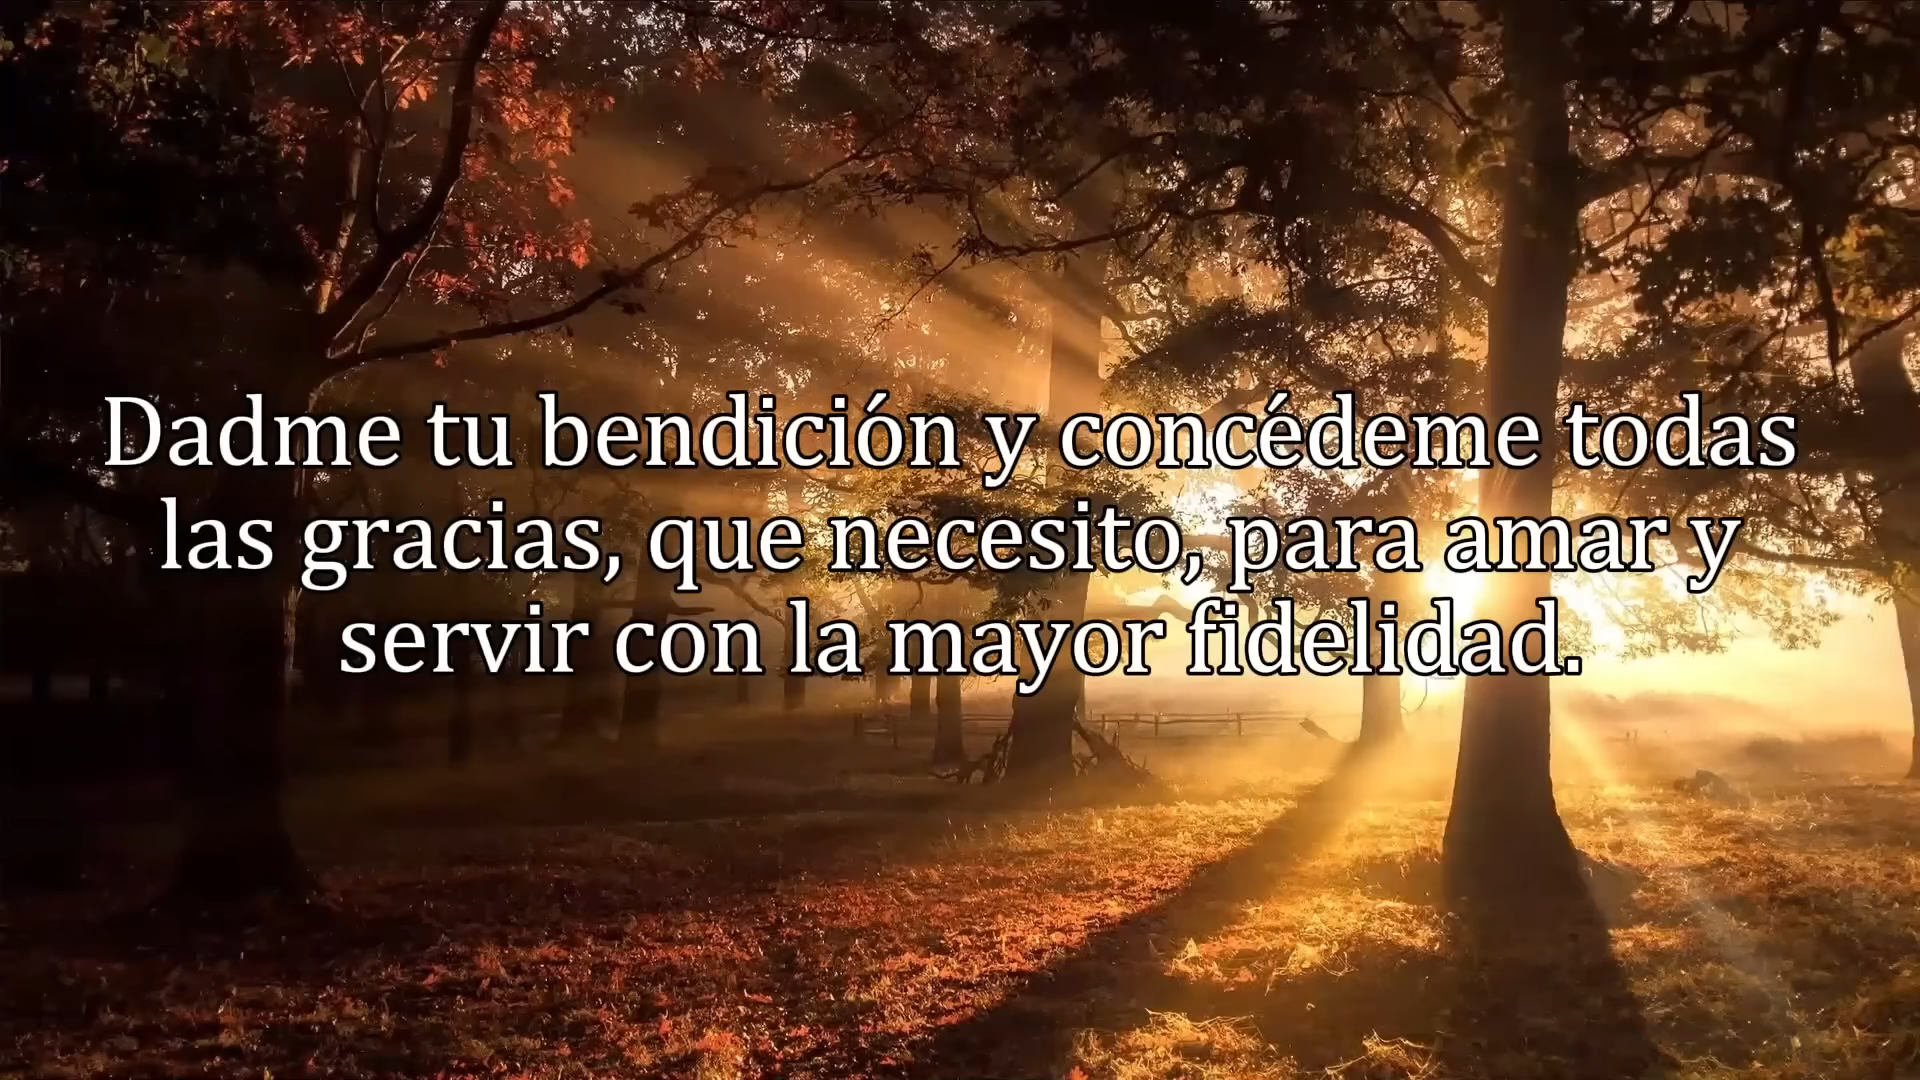 Dadme tu bendición y concédeme todas
las gracias, que necesito, para amar y
servir con la mayor fidelidad.